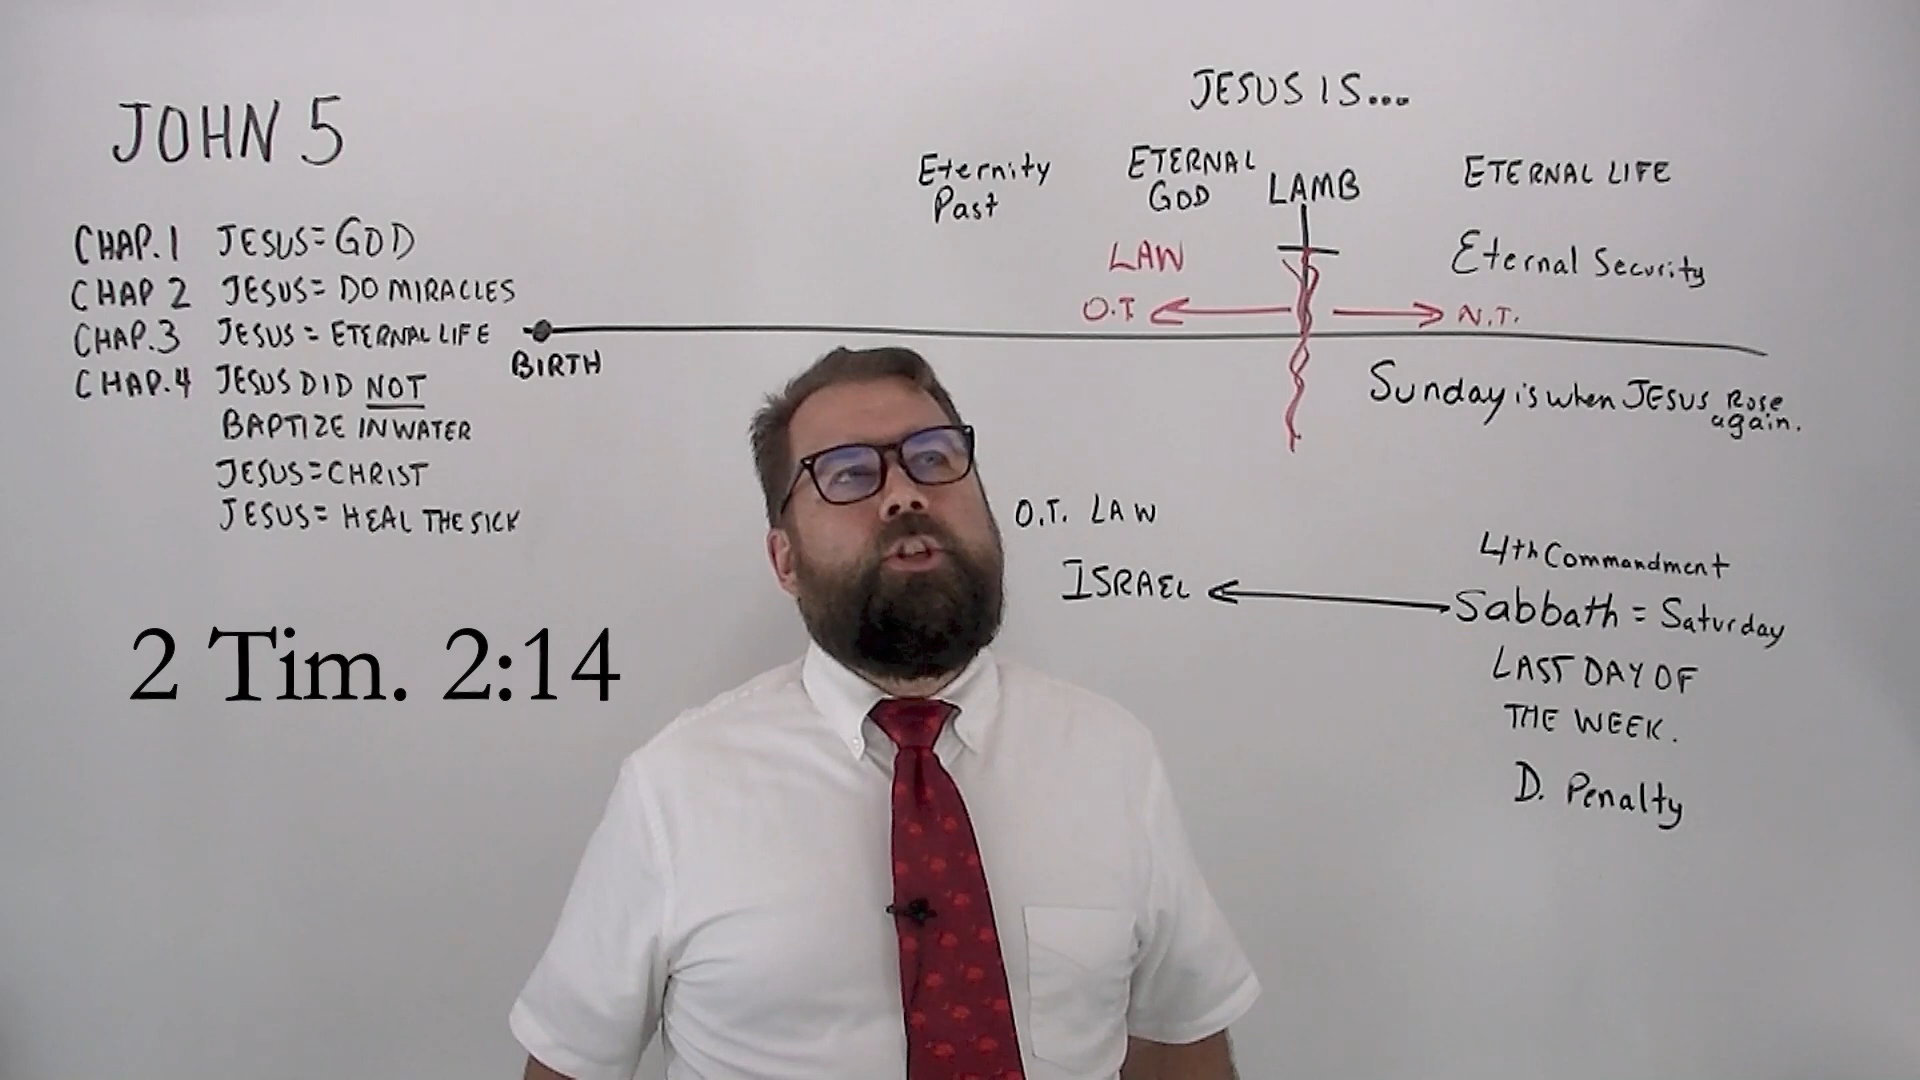 JOHN 5
CHAP. 1 JESUS = GOD
CHAP 2 JESUS = DO MIRACLES
CHAP. 3 JESUS = ETERNAL LIFE
CHAP. 4 JESUS DID NOT
BAPTIZE IN WATER
JESUS = CHRIST
JESUS = HEAL THE SICK
2 Tim. 2:14
BIRTH
JESUS IS...
Eternity
Past
ETERNAL
GOD
LAMB
ETERNAL LIFE
LAW
Eternal Security
O.T.
N.T.
Sunday is when JESUS Rose
again.
O.T. LAW
ISRAEL
4th Commandment
Sabbath = Saturday
LAST DAY OF
THE WEEK.
D. Penalty